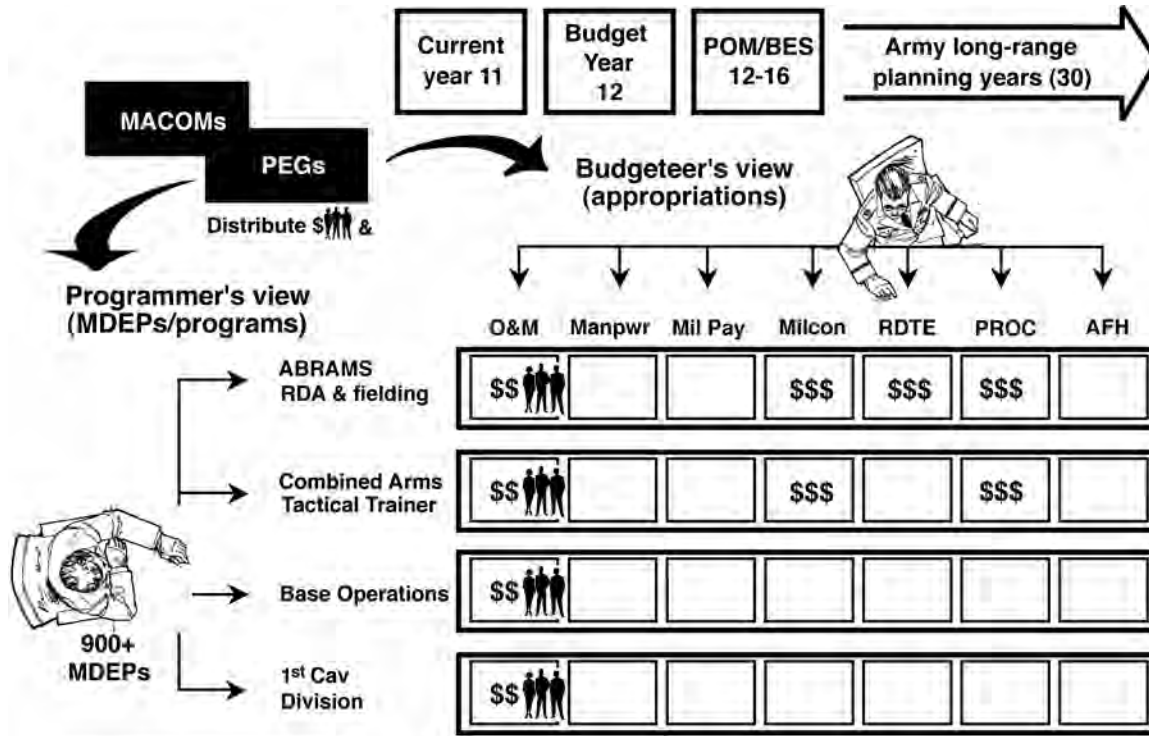 Current
year 11
Budget
Year
12
POM/BES
12-16
Army long-range
planning years (30)
MACOMs
PEGs
Distribute $ &
Budgeteer's view
(appropriations)
Programmer's view
(MDEPs/programs)
O&M Manpwr Mil Pay Milcon RDTE PROC AFH
ABRAMS
RDA & fielding
$$ $$$ $$$ $$$
Combined Arms
Tactical Trainer
$$ $$$ $$$
Base Operations
$$
900+
MDEPs
1st Cav
Division
$$